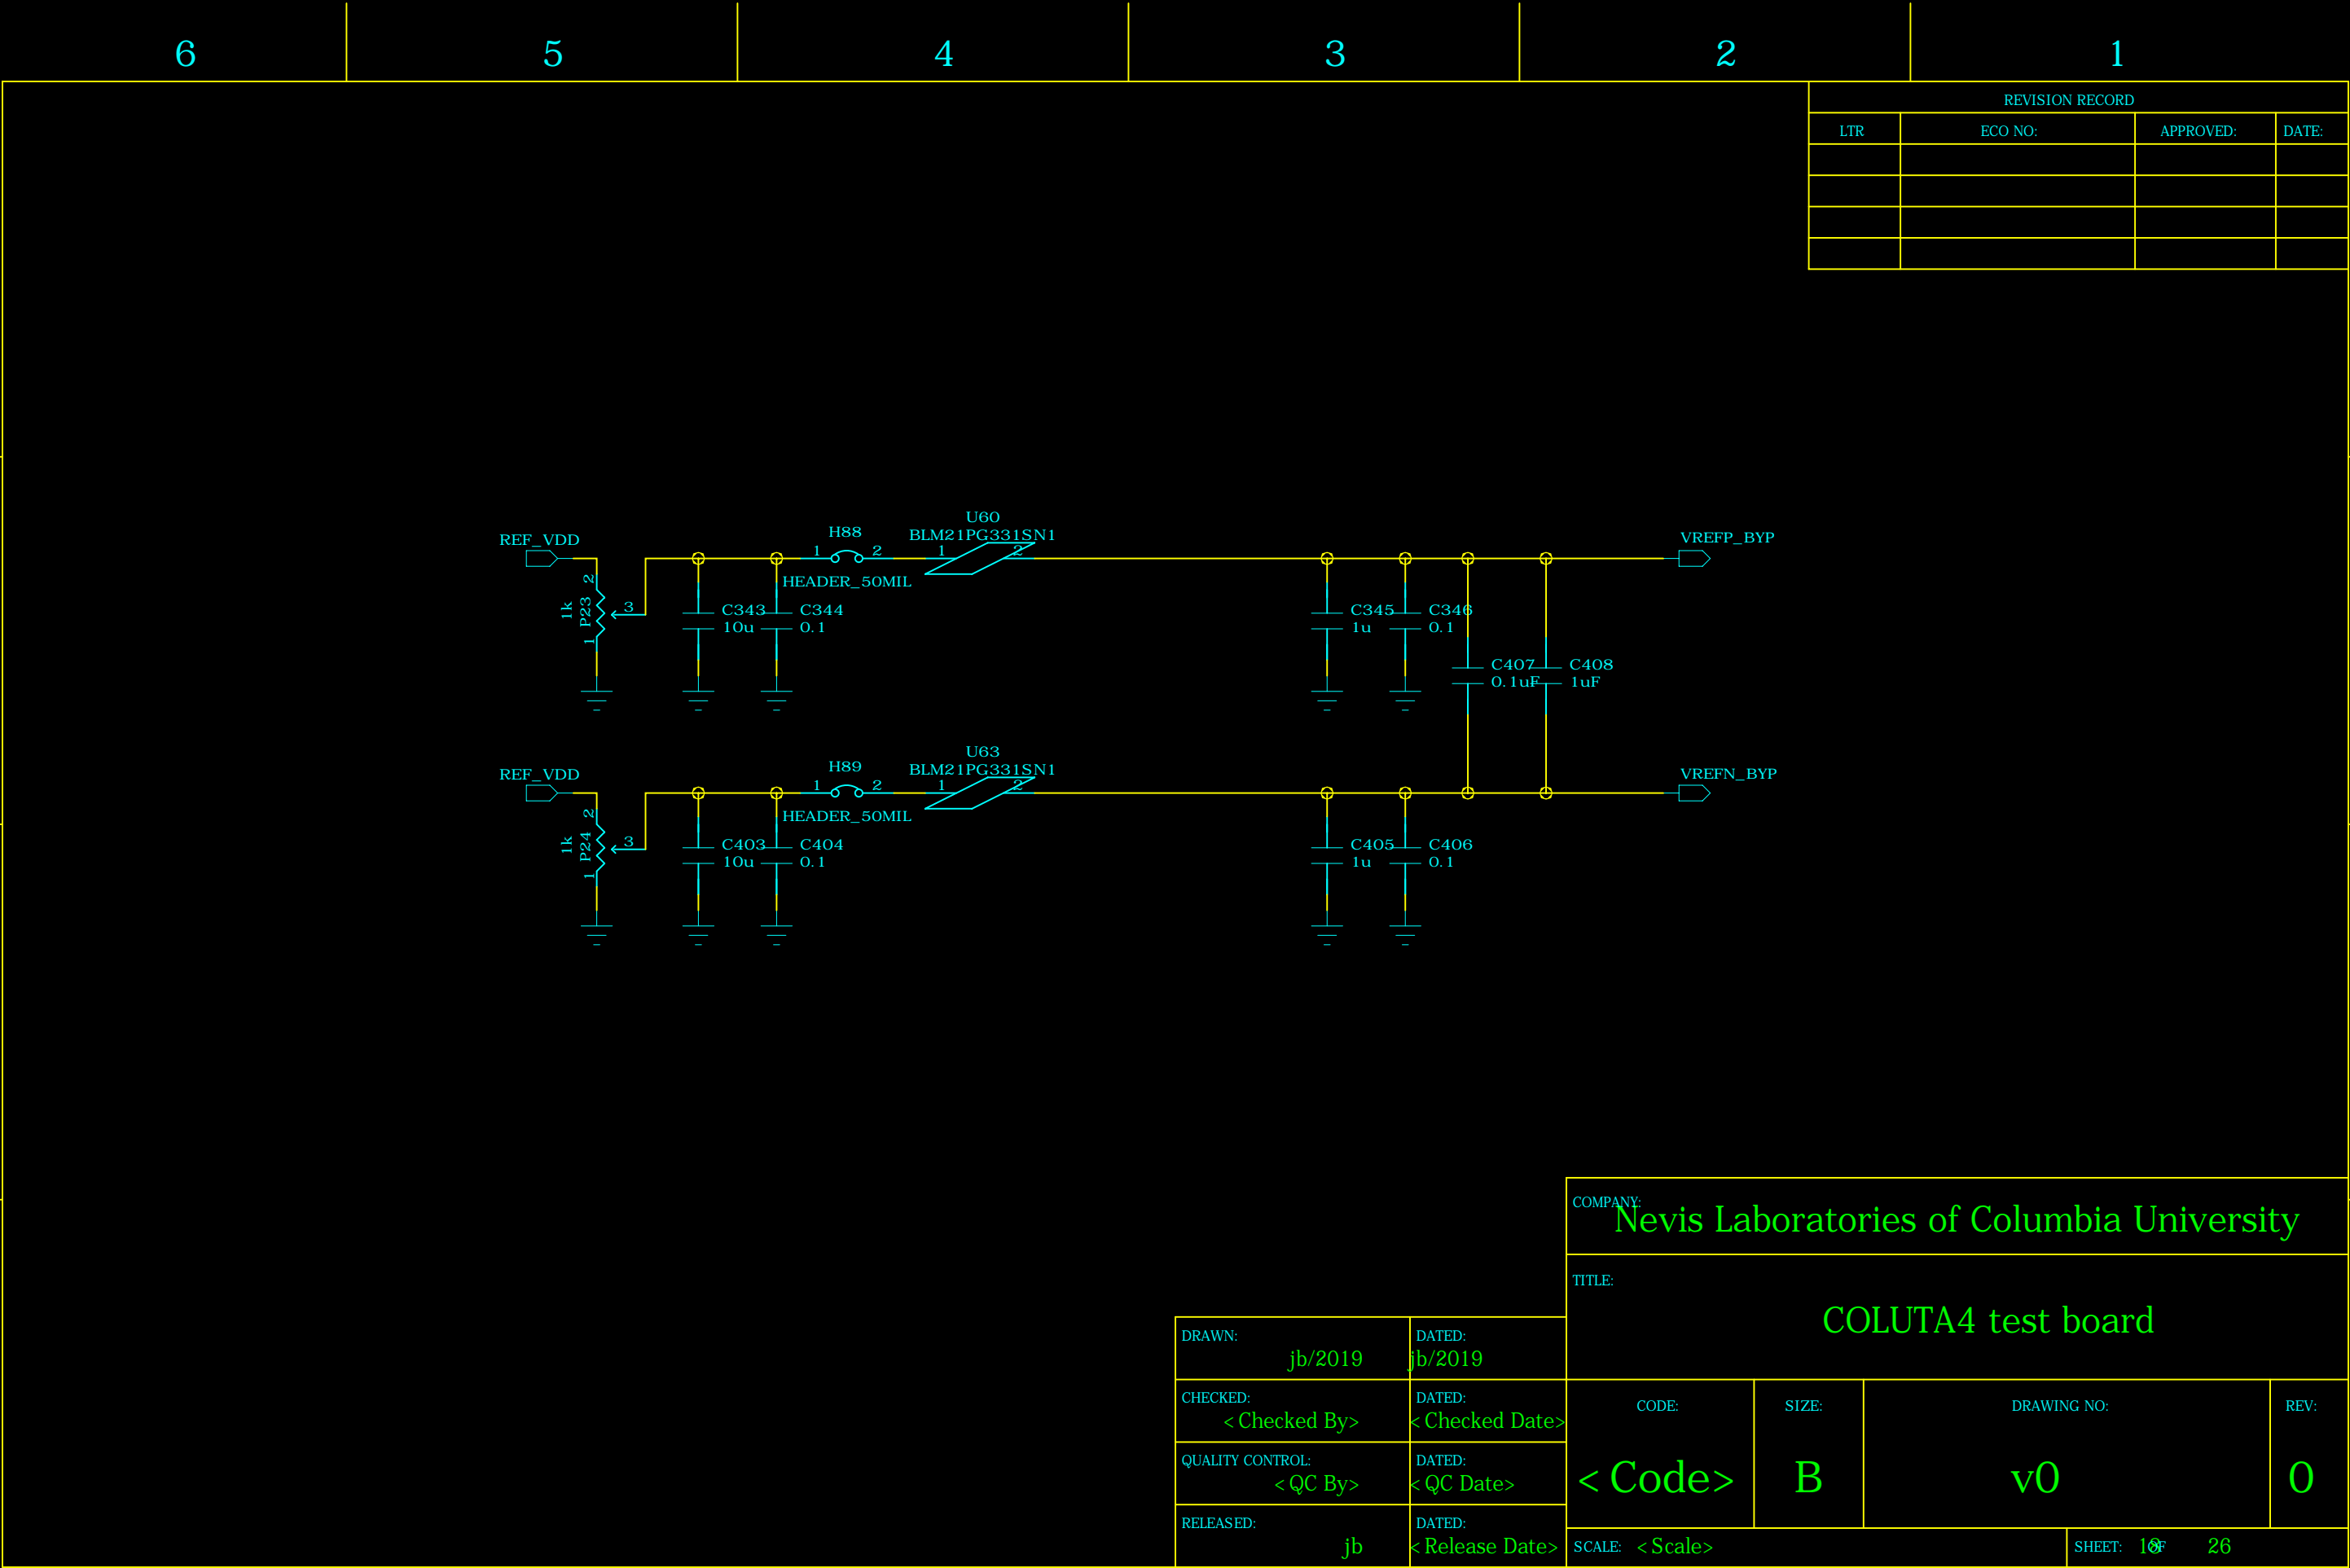 6 5 4 3 2 1
REVISION RECORD
LTR ECO NO: APPROVED: DATE:
U60
H88 BLM21PG331SN1
REF_VDD 1 2 1 2 VREFP_BYP
HEADER_50MIL
2
1k P23 3
1
C343 C344 C345 C346
10u 0.1 1u 0.1
C407 C408
0.1uF 1uF
U63
H89 BLM21PG331SN1
REF_VDD 1 2 1 2 VREFN_BYP
HEADER_50MIL
2
1k P24 3
1
C403 C404 C405 C406
10u 0.1 1u 0.1
COMPANY:
Nevis Laboratories of Columbia University
TITLE:
COLUTA4 test board
DRAWN: DATED:
jb/2019 jb/2019
CHECKED: DATED:
<Checked By> <Checked Date>
CODE: SIZE: DRAWING NO: REV:
QUALITY CONTROL: DATED:
<QC By> <QC Date>
<Code> B v0 0
RELEASED: DATED:
jb <Release Date>
SCALE: <Scale> SHEET: 26